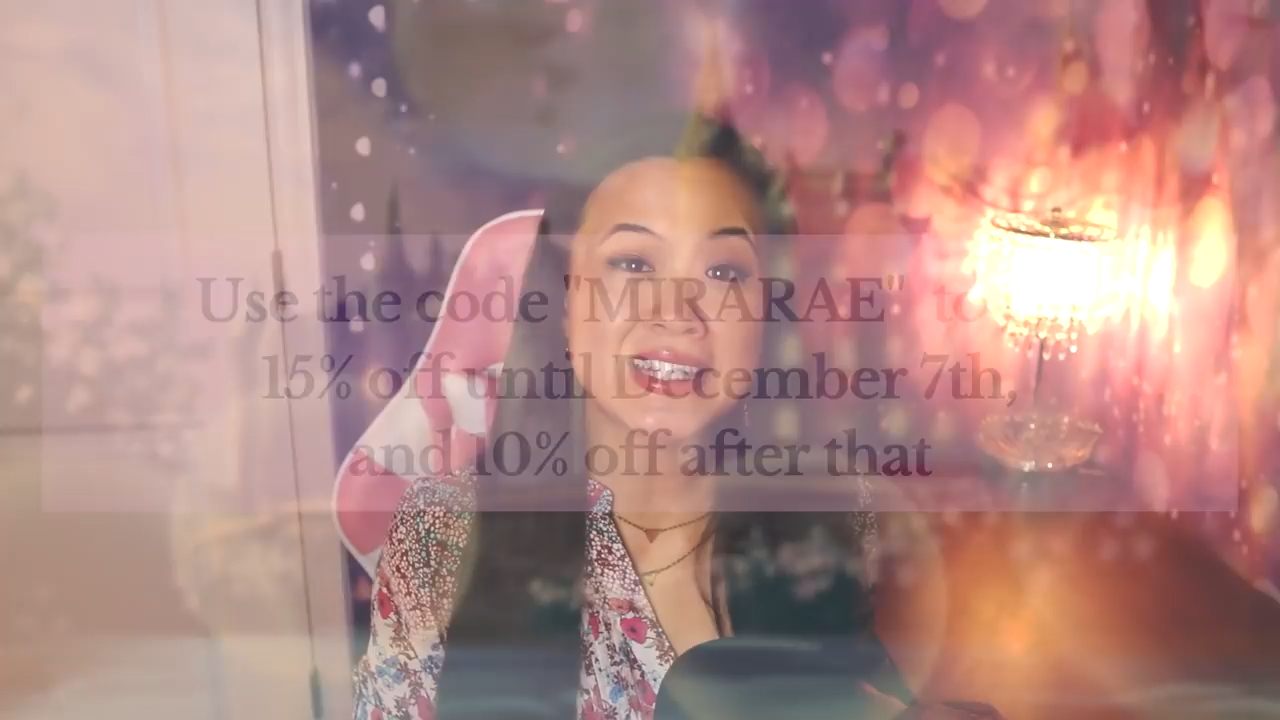 Use the code "MIRARAE" to
15% off until December 7th,
and 10% off after that